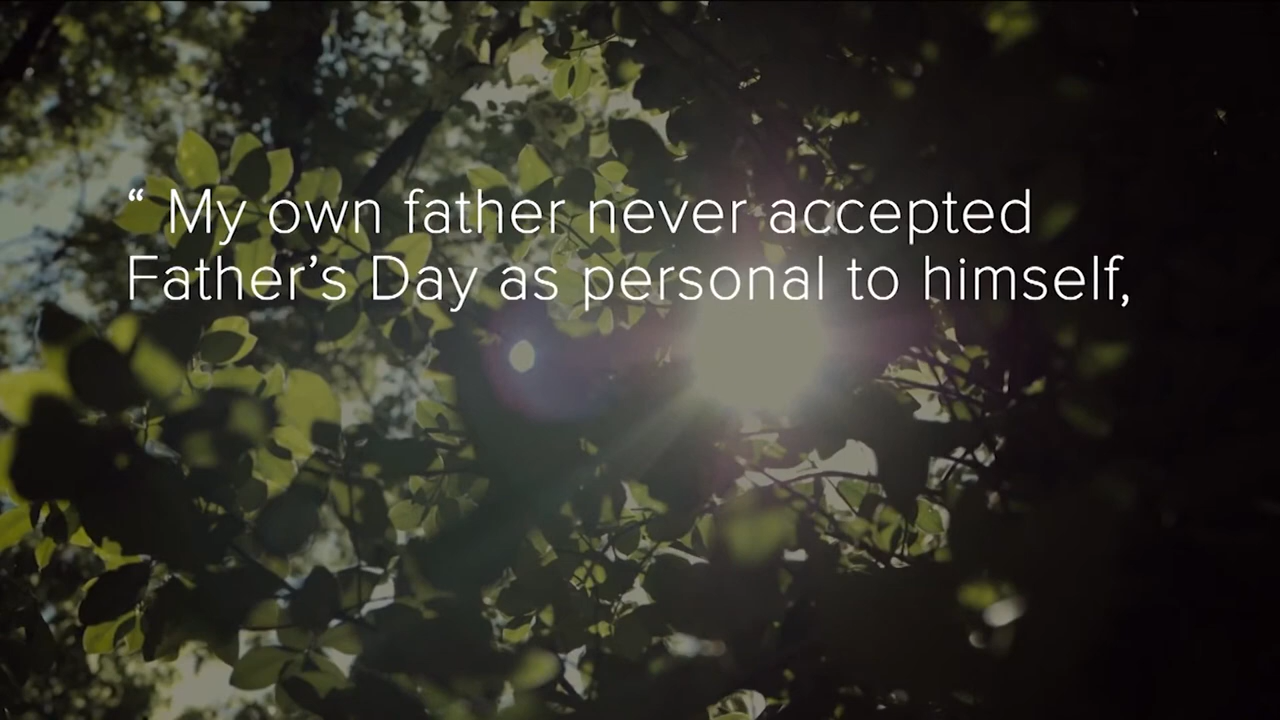 “ My own father never accepted
Father’s Day as personal to himself,